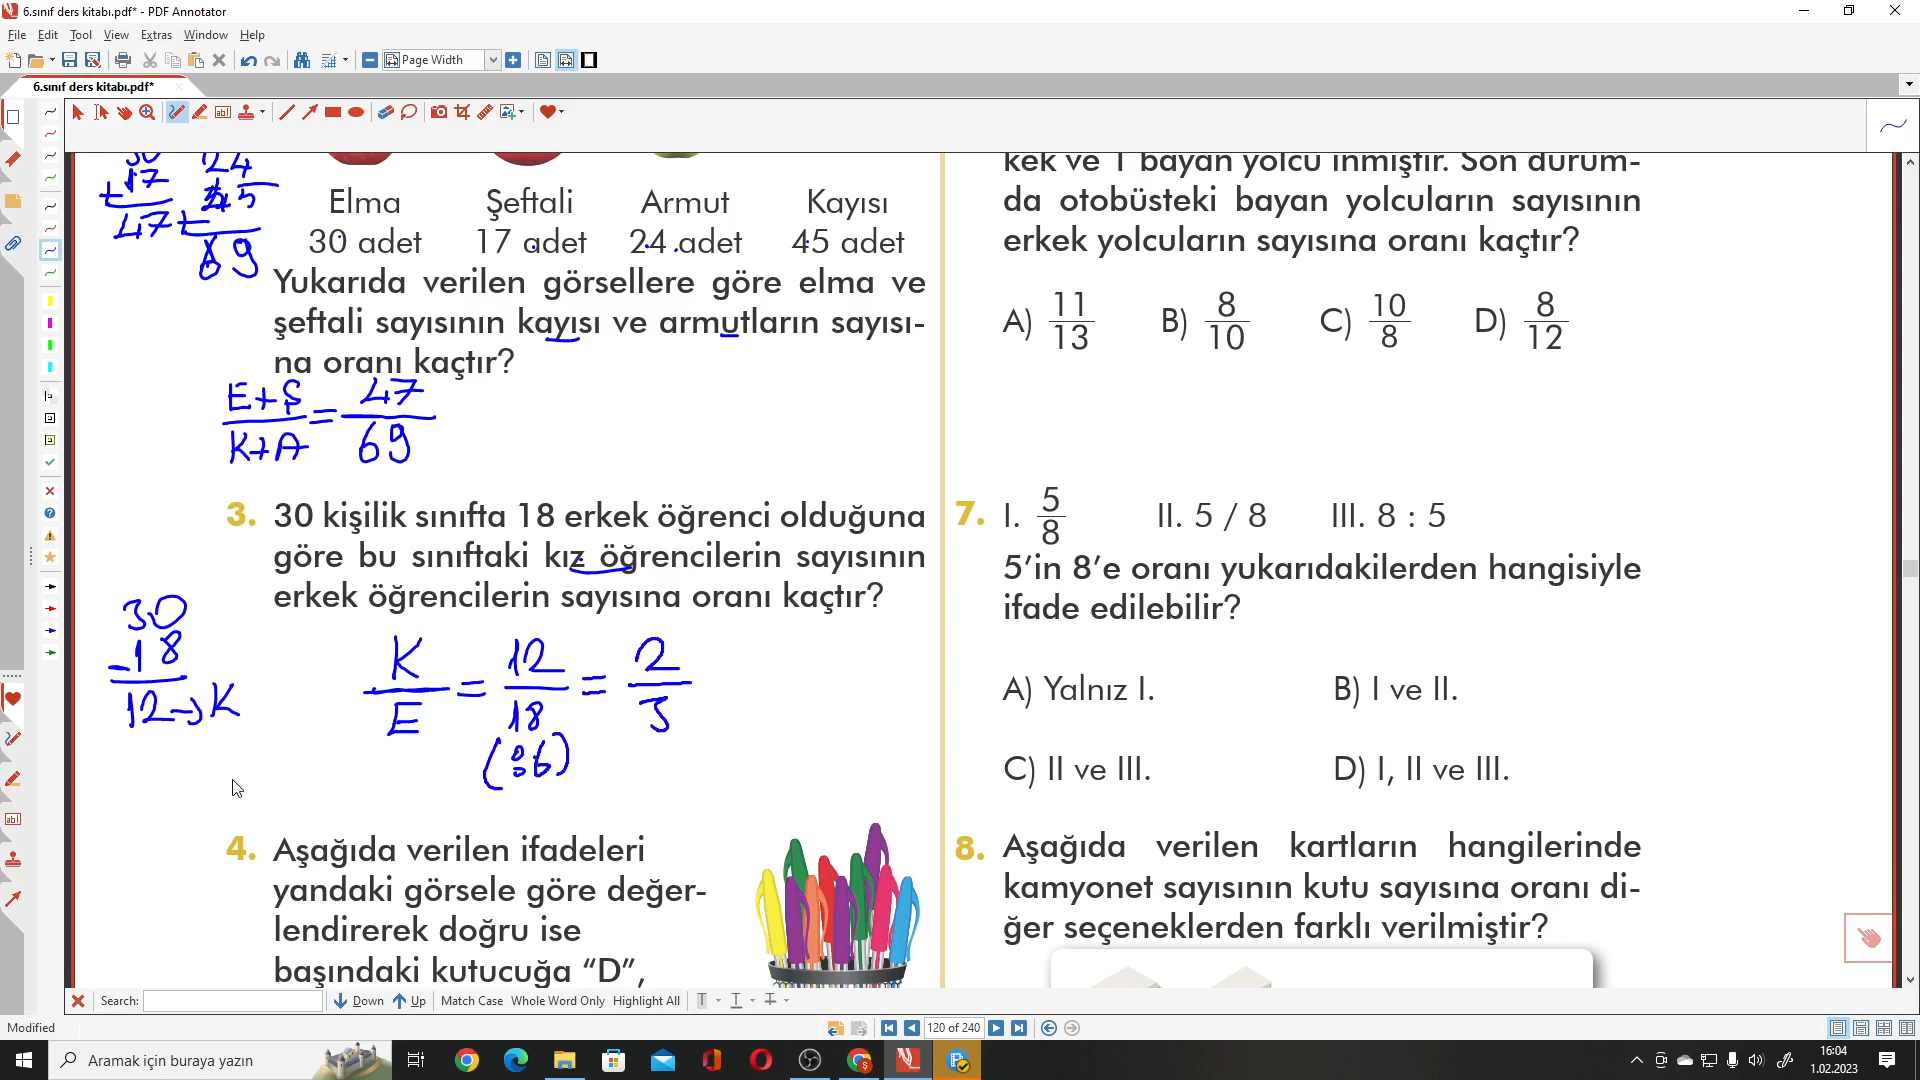 6.sınıf ders kitabı.pdf* - PDF Annotator
File Edit Tool View Extras Window Help
Page Width
6.sınıf ders kitabı.pdf*
30
+17
47
24
45
+
69
Elma Şeftali Armut Kayısı
30 adet 17 adet 24 adet 45 adet
Yukarıda verilen görsellere göre elma ve
şeftali sayısının kayısı ve armutların sayısı-
na oranı kaçtır?
E+Ş 47
= 
K+A 69
3. 30 kişilik sınıfta 18 erkek öğrenci olduğuna
göre bu sınıftaki kız öğrencilerin sayısının
erkek öğrencilerin sayısına oranı kaçtır?
30
-18
12→K
K 12 2
= =
E 18 3
(:6)
4. Aşağıda verilen ifadeleri
yandaki görsele göre değer-
lendirerek doğru ise
başındaki kutucuğa “D”,
kek ve 1 bayan yolcu inmiştir. Son durum-
da otobüsteki bayan yolcuların sayısının
erkek yolcuların sayısına oranı kaçtır?
A) 11/13 B) 8/10 C) 10/8 D) 8/12
7. I. 5/8 II. 5 / 8 III. 8 : 5
5’in 8’e oranı yukarıdakilerden hangisiyle
ifade edilebilir?
A) Yalnız I. B) I ve II.
C) II ve III. D) I, II ve III.
8. Aşağıda verilen kartların hangilerinde
kamyonet sayısının kutu sayısına oranı di-
ğer seçeneklerden farklı verilmiştir?
Search: Down Up Match Case Whole Word Only Highlight All
Modified
120 of 240
Aramak için buraya yazın
16:04
1.02.2023